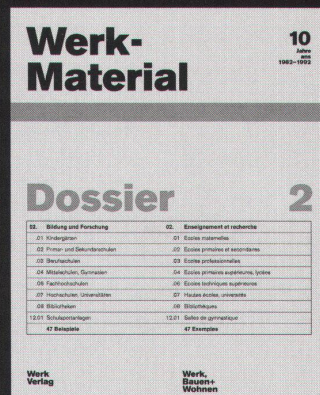 Werk-
Material
10
Jahre
ans
1982–1992
Dossier 2
02. Bildung und Forschung 02. Enseignement et recherche
.01 Kindergärten .01 Ecoles maternelles
.02 Primar- und Sekundarschulen .02 Ecoles primaires et secondaires
.03 Berufsschulen .03 Ecoles professionnelles
.04 Mittelschulen, Gymnasien .04 Ecoles primaires supérieures, lycées
.06 Fachhochschulen .06 Ecoles techniques supérieures
.07 Hochschulen, Universitäten .07 Hautes écoles, universités
.08 Bibliotheken .08 Bibliothèques
12.01 Schulsportanlagen 12.01 Salles de gymnastique
47 Beispiele 47 Exemples
Werk
Verlag
Werk,
Bauen+
Wohnen